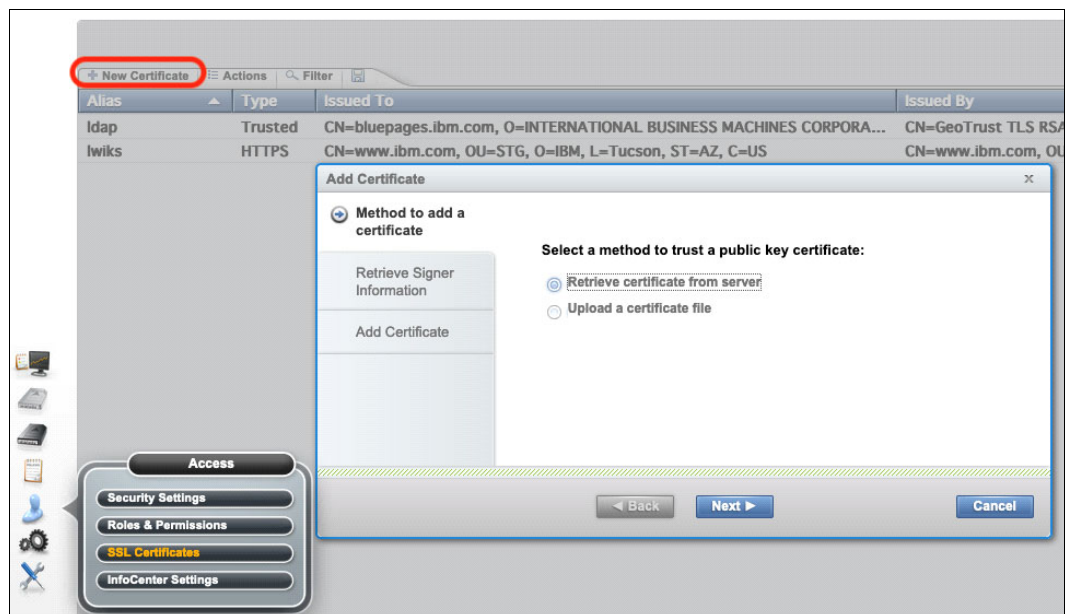 New Certificate Actions Filter
Alias Type Issued To Issued By
ldap Trusted CN=bluepages.ibm.com, O=INTERNATIONAL BUSINESS MACHINES CORPORA... CN=GeoTrust TLS RSA
lwiks HTTPS CN=www.ibm.com, OU=STG, O=IBM, L=Tucson, ST=AZ, C=US CN=www.ibm.com, OU
Add Certificate x
Method to add a
certificate
Retrieve Signer
Information
Add Certificate
Select a method to trust a public key certificate:
Retrieve certificate from server
Upload a certificate file
Back Next Cancel
Access
Security Settings
Roles & Permissions
SSL Certificates
InfoCenter Settings